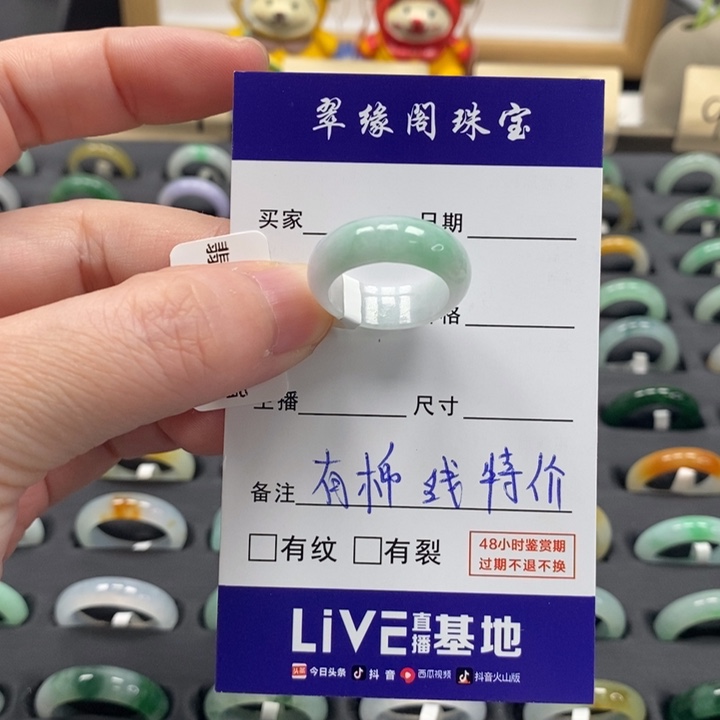 翠缘阁珠宝
买家 日期
格
主播 尺寸
备注 有棉 线 特价
□有纹 □有裂
48小时鉴赏期
过期不退不换
LiVE直播基地
头条 今日头条 抖音 西瓜视频 抖音火山版
翡